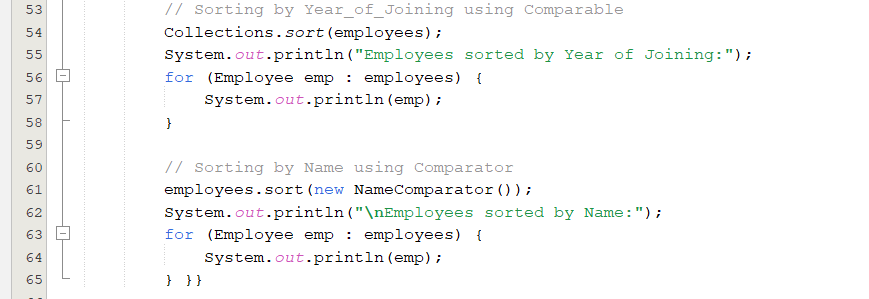 53 // Sorting by Year_of_Joining using Comparable
54 Collections.sort(employees);
55 System.out.println("Employees sorted by Year of Joining:");
56 for (Employee emp : employees) {
57 System.out.println(emp);
58 }
59
60 // Sorting by Name using Comparator
61 employees.sort(new NameComparator());
62 System.out.println("\nEmployees sorted by Name:");
63 for (Employee emp : employees) {
64 System.out.println(emp);
65 } }}